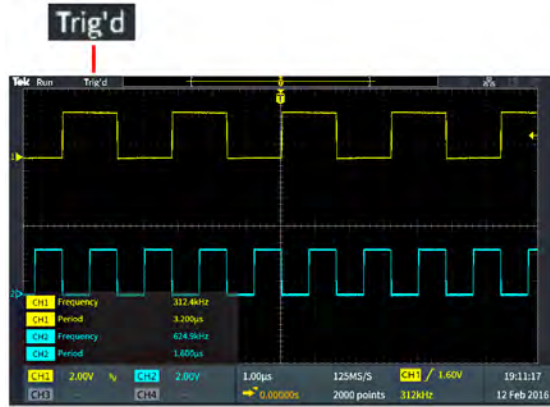 Trig'd
Tek Run Trig'd
T
1
2
CH1 Frequency 312.4kHz
CH1 Period 3.200µs
CH2 Frequency 624.9kHz
CH2 Period 1.600µs
CH1 2.00V CH2 2.00V 1.00µs 125MS/S CH1 / 1.60V 19:11:17
CH3 CH4 0.00000s 2000 points 312kHz 12 Feb 2016